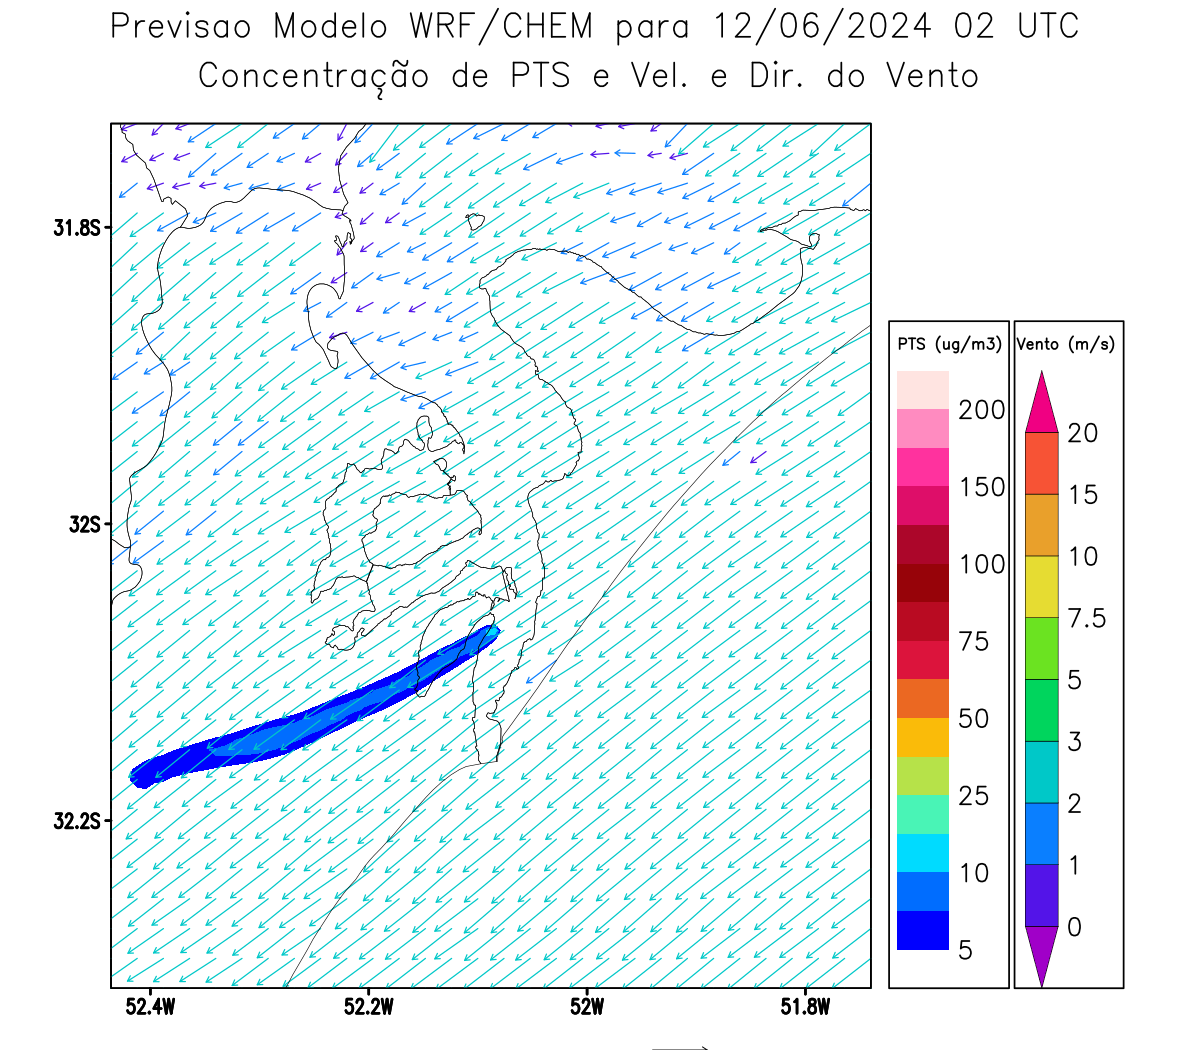 Previsao Modelo WRF/CHEM para 12/06/2024 02 UTC
Concentração de PTS e Vel. e Dir. do Vento
31.8S
32S
32.2S
52.4W 52.2W 52W 51.8W
PTS (ug/m3)
200
150
100
75
50
25
10
5
Vento (m/s)
20
15
10
7.5
5
3
2
1
0